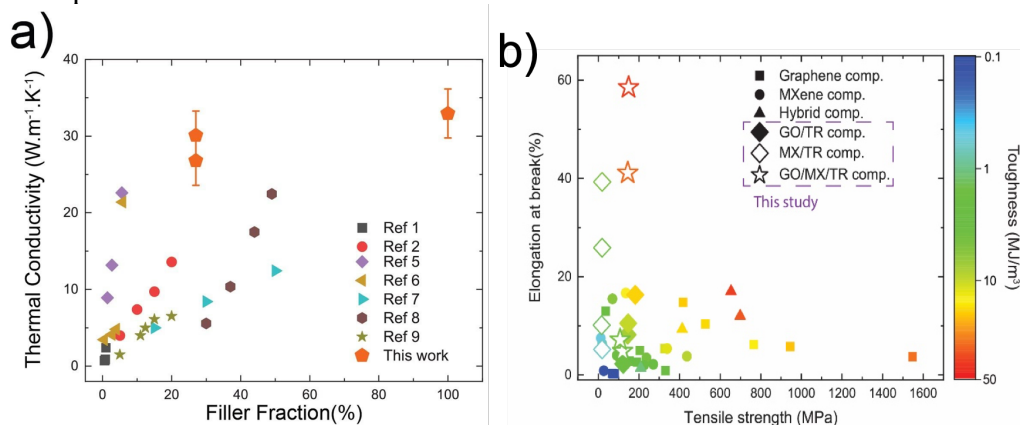 a)
Thermal Conductivity (W.m⁻¹.K⁻¹)
40
30
20
10
0
0
20
40
60
80
100
Filler Fraction(%)
Ref 1
Ref 2
Ref 5
Ref 6
Ref 7
Ref 8
Ref 9
This work
b)
Elongation at break(%)
60
40
20
0
0
200
400
600
800
1000
1200
1400
1600
Tensile strength (MPa)
Graphene comp.
MXene comp.
Hybrid comp.
GO/TR comp.
MX/TR comp.
GO/MX/TR comp.
This study
0.1
1
10
50
Toughness (MJ/m³)